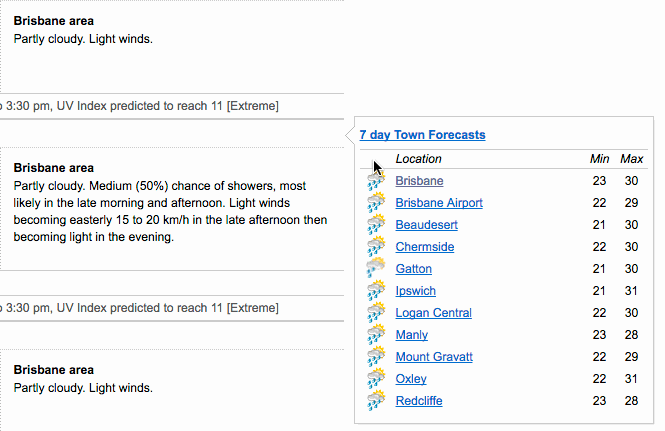 Brisbane area
Partly cloudy. Light winds.
3:30 pm, UV Index predicted to reach 11 [Extreme]
Brisbane area
Partly cloudy. Medium (50%) chance of showers, most
likely in the late morning and afternoon. Light winds
becoming easterly 15 to 20 km/h in the late afternoon then
becoming light in the evening.
3:30 pm, UV Index predicted to reach 11 [Extreme]
Brisbane area
Partly cloudy. Light winds.
7 day Town Forecasts
Location Min Max
Brisbane 23 30
Brisbane Airport 22 29
Beaudesert 21 30
Chermside 22 30
Gatton 21 30
Ipswich 21 31
Logan Central 22 30
Manly 23 28
Mount Gravatt 22 29
Oxley 22 31
Redcliffe 23 28